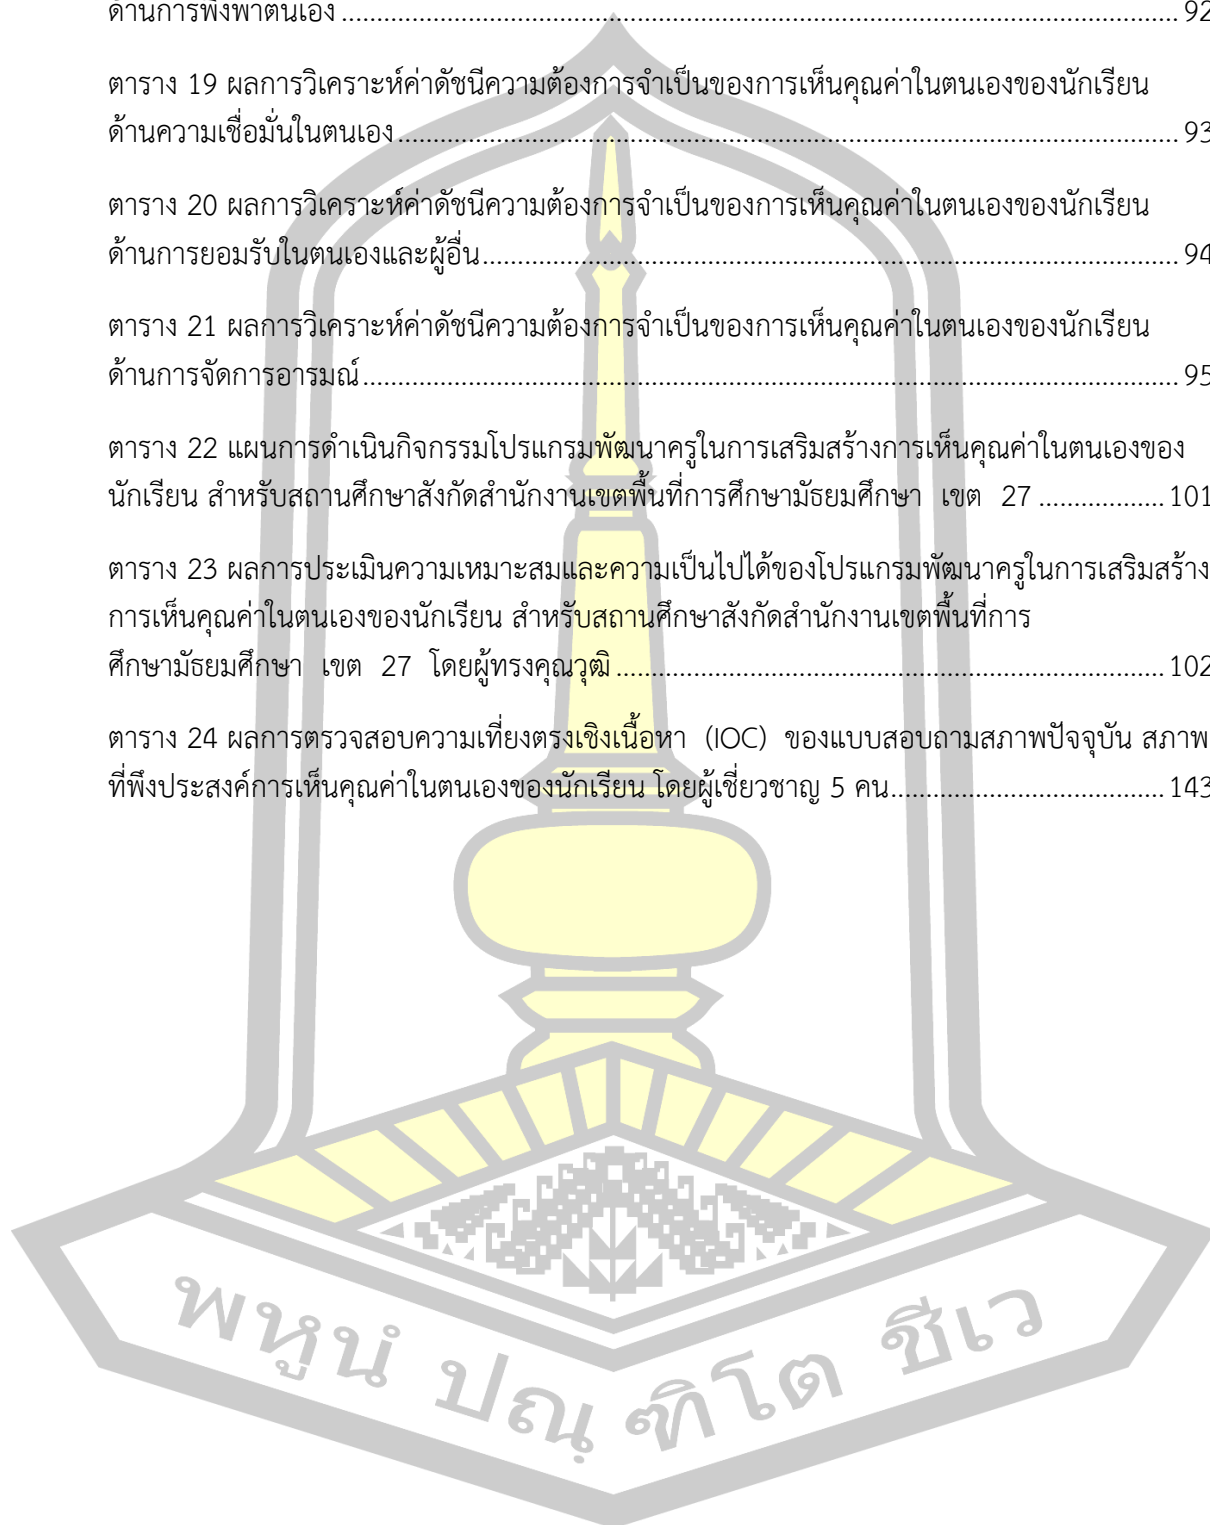 ด้านการพึ่งพาตนเอง ........ 92
ตาราง 19 ผลการวิเคราะห์ค่าดัชนีความต้องการจำเป็นของการเห็นคุณค่าในตนเองของนักเรียน
ด้านความเชื่อมั่นในตนเอง ........ 93
ตาราง 20 ผลการวิเคราะห์ค่าดัชนีความต้องการจำเป็นของการเห็นคุณค่าในตนเองของนักเรียน
ด้านการยอมรับในตนเองและผู้อื่น ........ 94
ตาราง 21 ผลการวิเคราะห์ค่าดัชนีความต้องการจำเป็นของการเห็นคุณค่าในตนเองของนักเรียน
ด้านการจัดการอารมณ์ ........ 95
ตาราง 22 แผนการดำเนินกิจกรรมโปรแกรมพัฒนาครูในการเสริมสร้างการเห็นคุณค่าในตนเองของ
นักเรียน สำหรับสถานศึกษาสังกัดสำนักงานเขตพื้นที่การศึกษามัธยมศึกษา เขต 27 ........ 101
ตาราง 23 ผลการประเมินความเหมาะสมและความเป็นไปได้ของโปรแกรมพัฒนาครูในการเสริมสร้าง
การเห็นคุณค่าในตนเองของนักเรียน สำหรับสถานศึกษาสังกัดสำนักงานเขตพื้นที่การ
ศึกษามัธยมศึกษา เขต 27 โดยผู้ทรงคุณวุฒิ ........ 102
ตาราง 24 ผลการตรวจสอบความเที่ยงตรงเชิงเนื้อหา (IOC) ของแบบสอบถามสภาพปัจจุบัน สภาพ
ที่พึงประสงค์การเห็นคุณค่าในตนเองของนักเรียน โดยผู้เชี่ยวชาญ 5 คน ........ 143
พหูนํ ปณฺฑิโต ชีเว